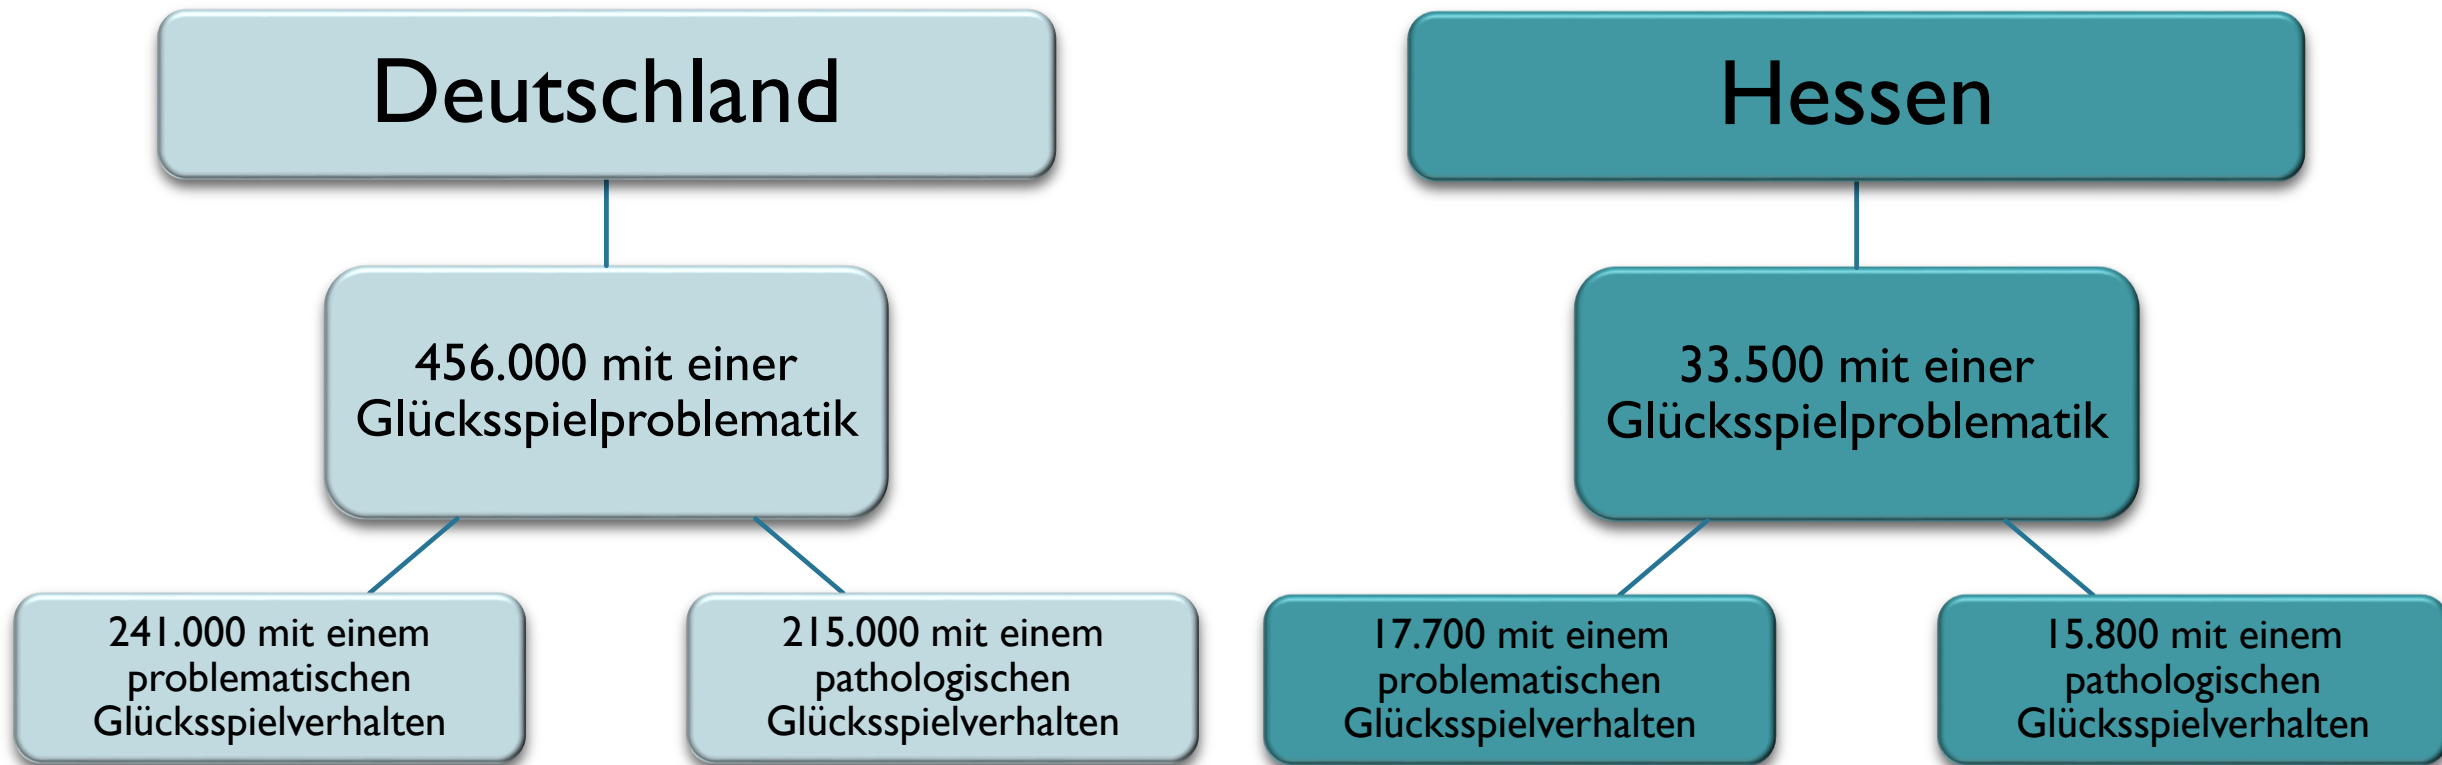 Deutschland
456.000 mit einer
Glücksspielproblematik
241.000 mit einem
problematischen
Glücksspielverhalten
215.000 mit einem
pathologischen
Glücksspielverhalten
Hessen
33.500 mit einer
Glücksspielproblematik
17.700 mit einem
problematischen
Glücksspielverhalten
15.800 mit einem
pathologischen
Glücksspielverhalten